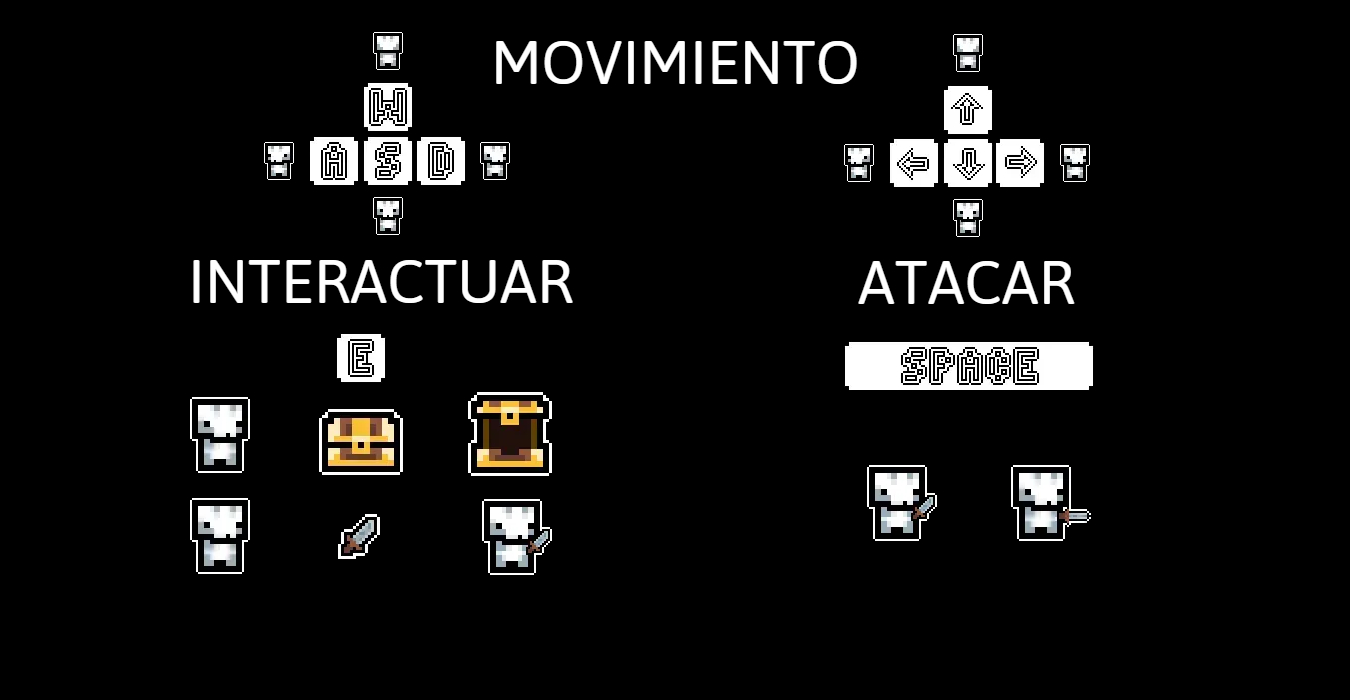 MOVIMIENTO
W
A S D
↑
← ↓ →
INTERACTUAR
E
ATACAR
SPACE